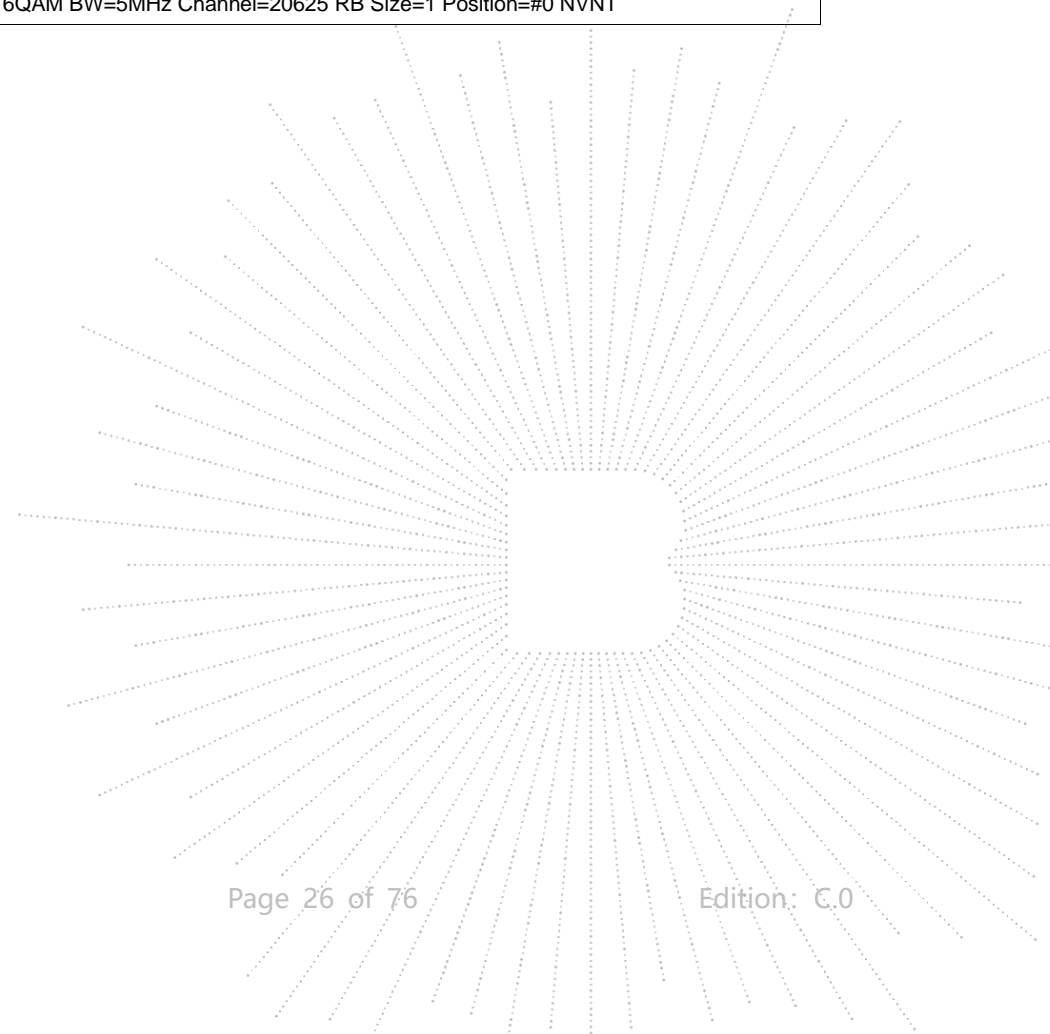 6QAM BW=5MHz Channel=20625 RB Size=1 Position=#0 NVNT
Page 26 of 76 Edition: C.0